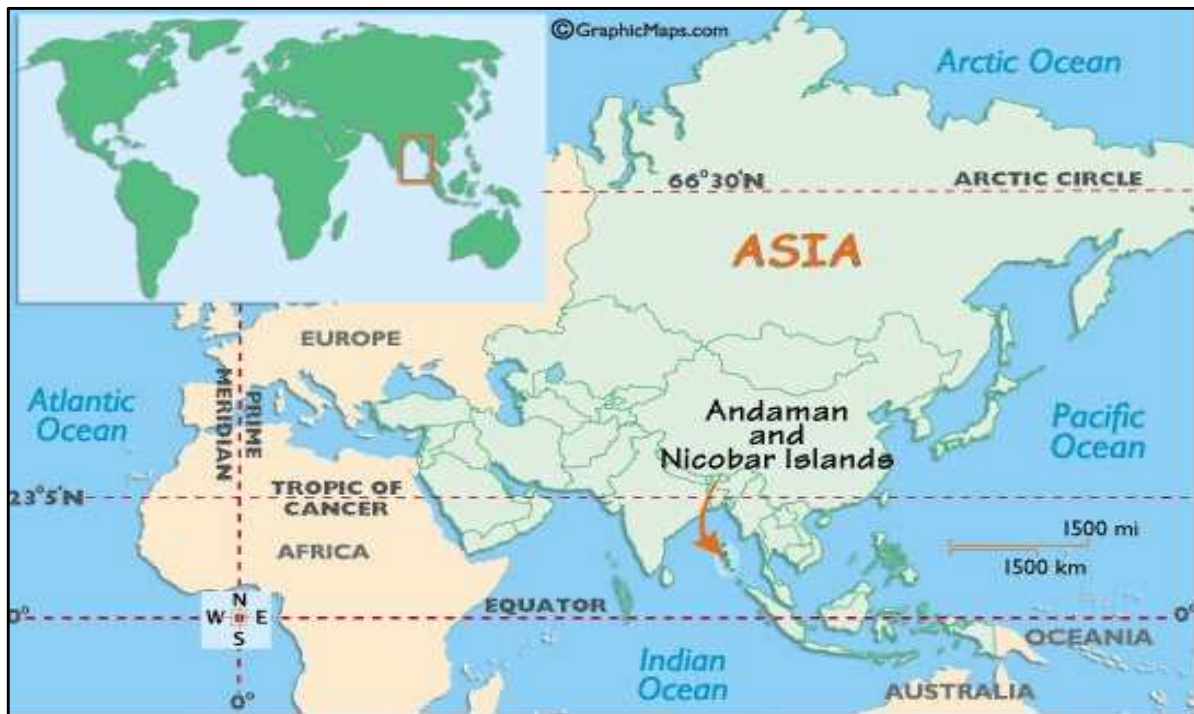 ©GraphicMaps.com
Arctic Ocean
66°30'N
ARCTIC CIRCLE
ASIA
EUROPE
Atlantic
Ocean
PRIME
MERIDIAN
Andaman
and
Nicobar Islands
Pacific
Ocean
23°5'N
TROPIC OF
CANCER
AFRICA
1500 mi
1500 km
0°
N
W E
S
EQUATOR
0°
OCEANIA
Indian
Ocean
AUSTRALIA
0°